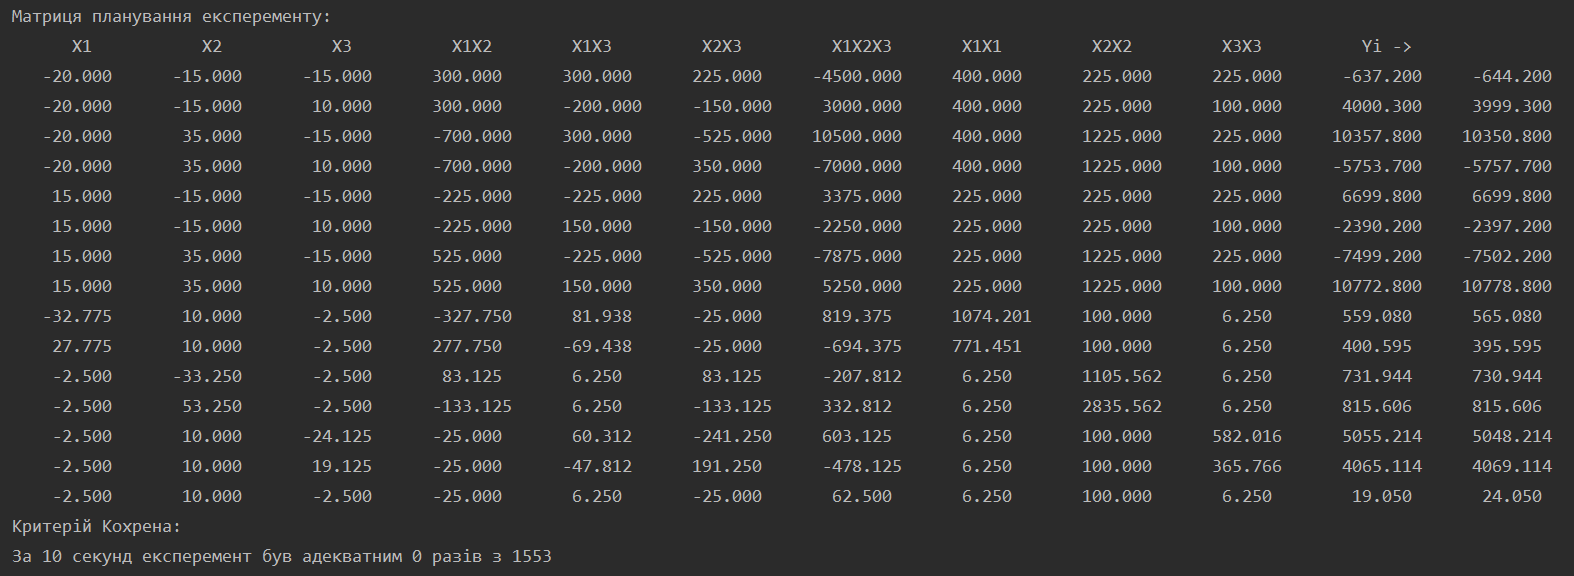 Матриця планування експеременту:
X1 X2 X3 X1X2 X1X3 X2X3 X1X2X3 X1X1 X2X2 X3X3 Yi ->
-20.000 -15.000 -15.000 300.000 300.000 225.000 -4500.000 400.000 225.000 225.000 -637.200 -644.200
-20.000 -15.000 10.000 300.000 -200.000 -150.000 3000.000 400.000 225.000 100.000 4000.300 3999.300
-20.000 35.000 -15.000 -700.000 300.000 -525.000 10500.000 400.000 1225.000 225.000 10357.800 10350.800
-20.000 35.000 10.000 -700.000 -200.000 350.000 -7000.000 400.000 1225.000 100.000 -5753.700 -5757.700
15.000 -15.000 -15.000 -225.000 -225.000 225.000 3375.000 225.000 225.000 225.000 6699.800 6699.800
15.000 -15.000 10.000 -225.000 150.000 -150.000 -2250.000 225.000 225.000 100.000 -2390.200 -2397.200
15.000 35.000 -15.000 525.000 -225.000 -525.000 -7875.000 225.000 1225.000 225.000 -7499.200 -7502.200
15.000 35.000 10.000 525.000 150.000 350.000 5250.000 225.000 1225.000 100.000 10772.800 10778.800
-32.775 10.000 -2.500 -327.750 81.938 -25.000 819.375 1074.201 100.000 6.250 559.080 565.080
27.775 10.000 -2.500 277.750 -69.438 -25.000 -694.375 771.451 100.000 6.250 400.595 395.595
-2.500 -33.250 -2.500 83.125 6.250 83.125 -207.812 6.250 1105.562 6.250 731.944 730.944
-2.500 53.250 -2.500 -133.125 6.250 -133.125 332.812 6.250 2835.562 6.250 815.606 815.606
-2.500 10.000 -24.125 -25.000 60.312 -241.250 603.125 6.250 100.000 582.016 5055.214 5048.214
-2.500 10.000 19.125 -25.000 -47.812 191.250 -478.125 6.250 100.000 365.766 4065.114 4069.114
-2.500 10.000 -2.500 -25.000 6.250 -25.000 62.500 6.250 100.000 6.250 19.050 24.050
Критерій Кохрена:
За 10 секунд експеремент був адекватним 0 разів з 1553